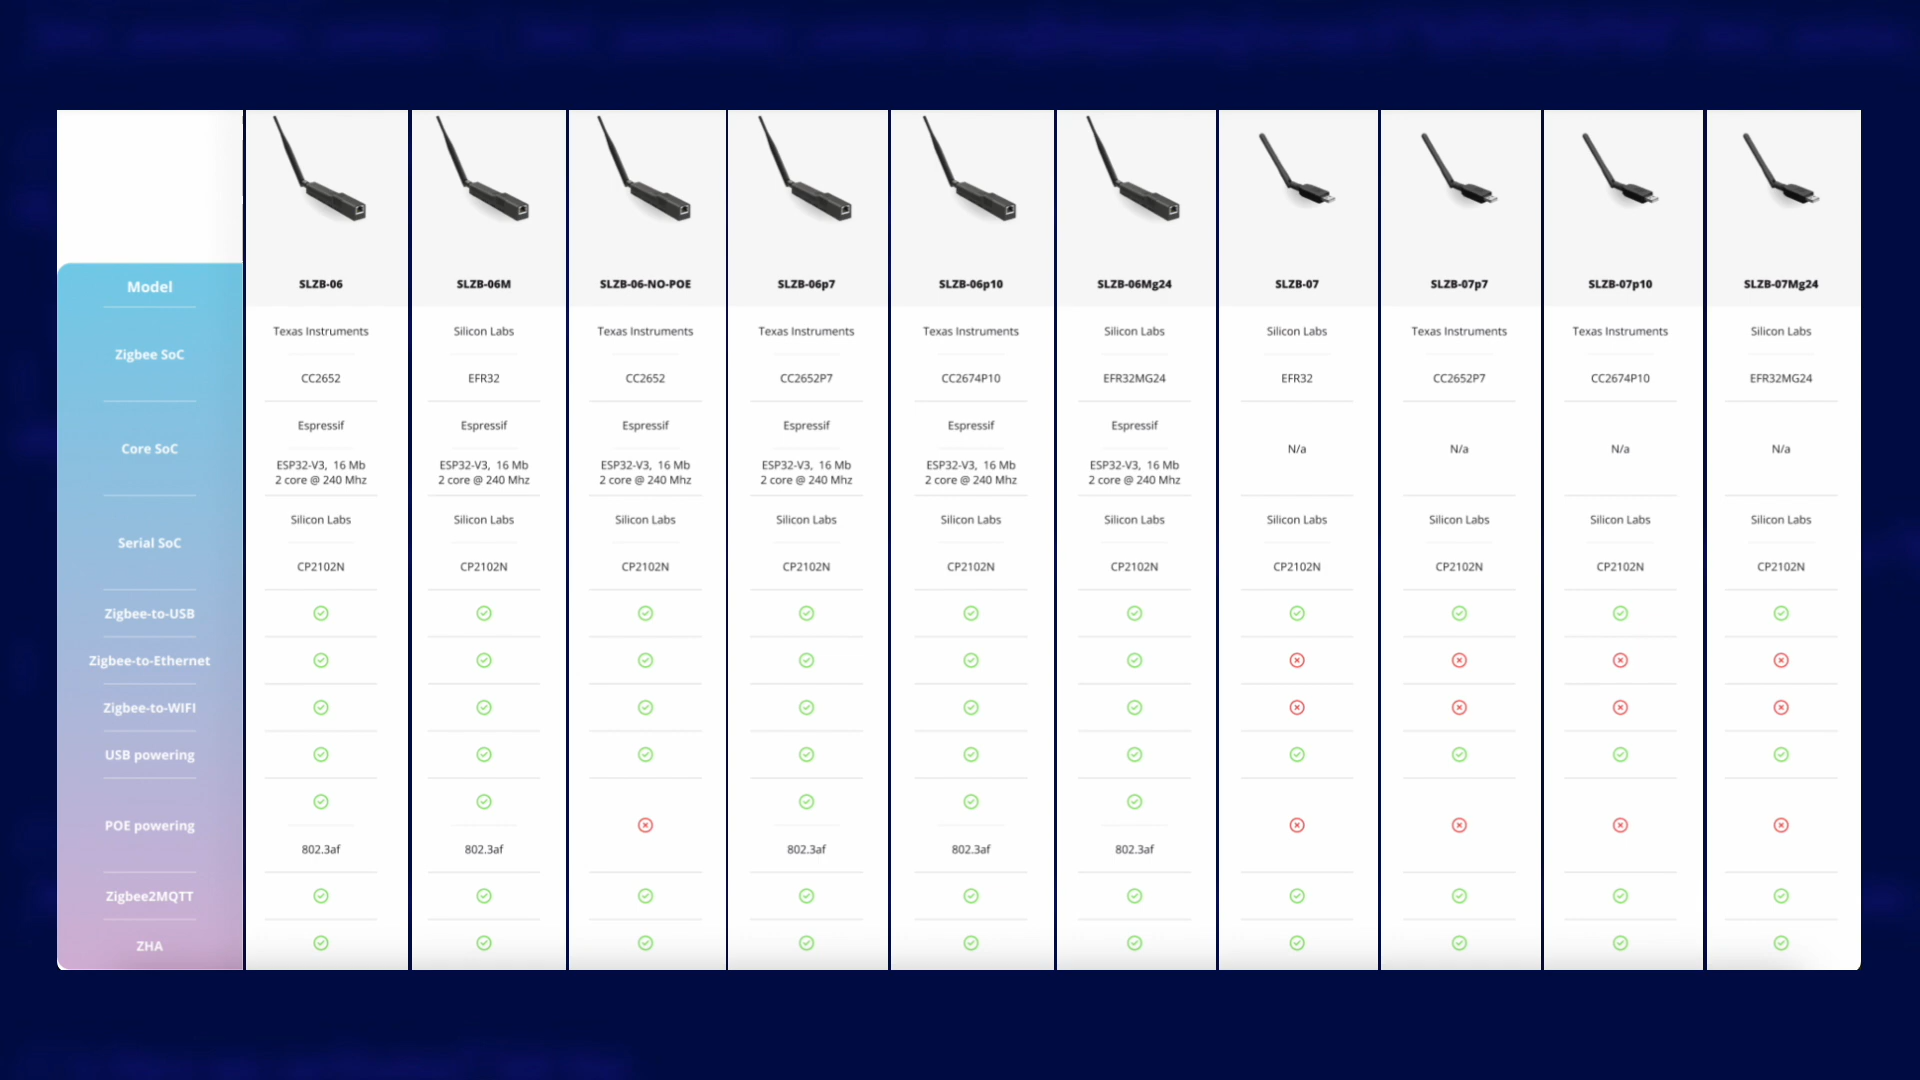 SLZB-06 SLZB-06M SLZB-06-NO-POE SLZB-06p7 SLZB-06p10 SLZB-06Mg24 SLZB-07 SLZB-07p7 SLZB-07p10 SLZB-07Mg24
Model
Texas Instruments Silicon Labs Texas Instruments Texas Instruments Texas Instruments Silicon Labs Silicon Labs Texas Instruments Texas Instruments Silicon Labs
Zigbee SoC
CC2652 EFR32 CC2652 CC2652P7 CC2674P10 EFR32MG24 EFR32 CC2652P7 CC2674P10 EFR32MG24
Espressif Espressif Espressif Espressif Espressif Espressif
Core SoC N/a N/a N/a N/a
ESP32-V3, 16 Mb ESP32-V3, 16 Mb ESP32-V3, 16 Mb ESP32-V3, 16 Mb ESP32-V3, 16 Mb ESP32-V3, 16 Mb
2 core @ 240 Mhz 2 core @ 240 Mhz 2 core @ 240 Mhz 2 core @ 240 Mhz 2 core @ 240 Mhz 2 core @ 240 Mhz
Silicon Labs Silicon Labs Silicon Labs Silicon Labs Silicon Labs Silicon Labs Silicon Labs Silicon Labs Silicon Labs Silicon Labs
Serial SoC
CP2102N CP2102N CP2102N CP2102N CP2102N CP2102N CP2102N CP2102N CP2102N CP2102N
Zigbee-to-USB
Zigbee-to-Ethernet
Zigbee-to-WIFI
USB powering
POE powering
802.3af 802.3af 802.3af 802.3af 802.3af
Zigbee2MQTT
ZHA